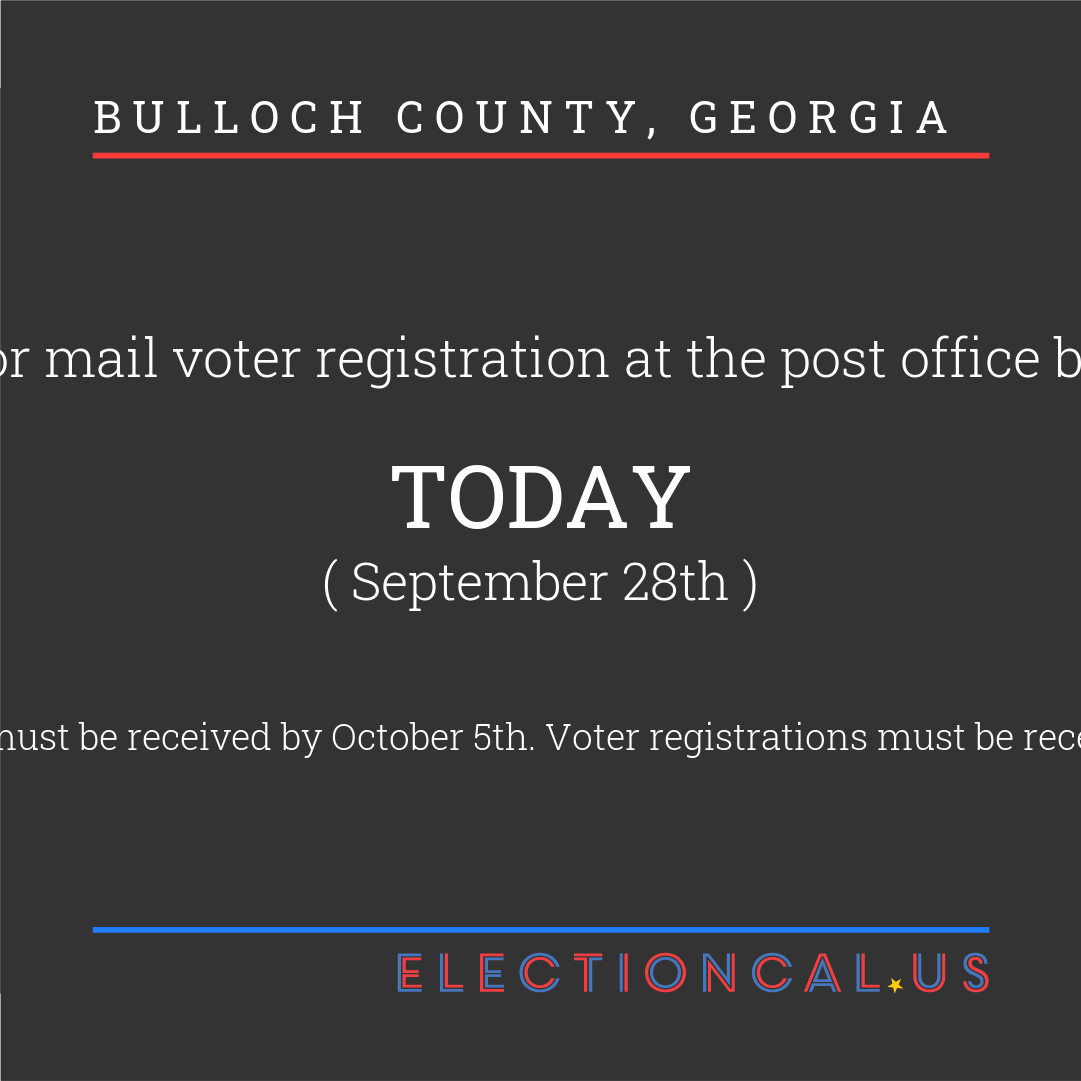 BULLOCH COUNTY, GEORGIA
or mail voter registration at the post office b
TODAY
( September 28th )
must be received by October 5th. Voter registrations must be rece
ELECTIONCAL.US